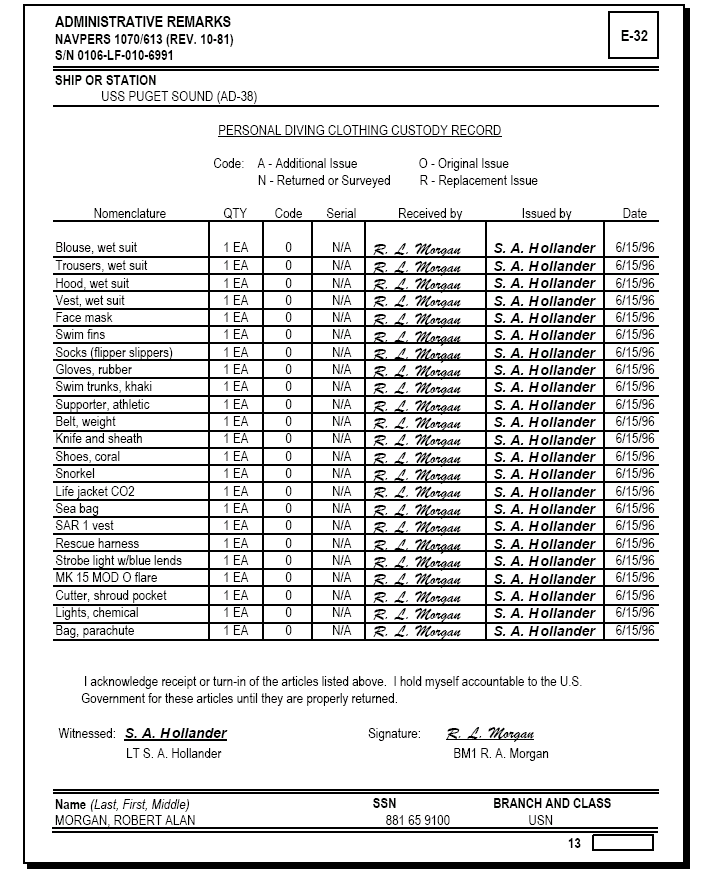 ADMINISTRATIVE REMARKS
NAVPERS 1070/613 (REV. 10-81)
S/N 0106-LF-010-6991
E-32
SHIP OR STATION
USS PUGET SOUND (AD-38)
PERSONAL DIVING CLOTHING CUSTODY RECORD
Code: A - Additional Issue O - Original Issue
N - Returned or Surveyed R - Replacement Issue
Nomenclature QTY Code Serial Received by Issued by Date
Blouse, wet suit 1 EA 0 N/A R. L. Morgan S. A. Hollander 6/15/96
Trousers, wet suit 1 EA 0 N/A R. L. Morgan S. A. Hollander 6/15/96
Hood, wet suit 1 EA 0 N/A R. L. Morgan S. A. Hollander 6/15/96
Vest, wet suit 1 EA 0 N/A R. L. Morgan S. A. Hollander 6/15/96
Face mask 1 EA 0 N/A R. L. Morgan S. A. Hollander 6/15/96
Swim fins 1 EA 0 N/A R. L. Morgan S. A. Hollander 6/15/96
Socks (flipper slippers) 1 EA 0 N/A R. L. Morgan S. A. Hollander 6/15/96
Gloves, rubber 1 EA 0 N/A R. L. Morgan S. A. Hollander 6/15/96
Swim trunks, khaki 1 EA 0 N/A R. L. Morgan S. A. Hollander 6/15/96
Supporter, athletic 1 EA 0 N/A R. L. Morgan S. A. Hollander 6/15/96
Belt, weight 1 EA 0 N/A R. L. Morgan S. A. Hollander 6/15/96
Knife and sheath 1 EA 0 N/A R. L. Morgan S. A. Hollander 6/15/96
Shoes, coral 1 EA 0 N/A R. L. Morgan S. A. Hollander 6/15/96
Snorkel 1 EA 0 N/A R. L. Morgan S. A. Hollander 6/15/96
Life jacket CO2 1 EA 0 N/A R. L. Morgan S. A. Hollander 6/15/96
Sea bag 1 EA 0 N/A R. L. Morgan S. A. Hollander 6/15/96
SAR 1 vest 1 EA 0 N/A R. L. Morgan S. A. Hollander 6/15/96
Rescue harness 1 EA 0 N/A R. L. Morgan S. A. Hollander 6/15/96
Strobe light w/blue lends 1 EA 0 N/A R. L. Morgan S. A. Hollander 6/15/96
MK 15 MOD O flare 1 EA 0 N/A R. L. Morgan S. A. Hollander 6/15/96
Cutter, shroud pocket 1 EA 0 N/A R. L. Morgan S. A. Hollander 6/15/96
Lights, chemical 1 EA 0 N/A R. L. Morgan S. A. Hollander 6/15/96
Bag, parachute 1 EA 0 N/A R. L. Morgan S. A. Hollander 6/15/96
I acknowledge receipt or turn-in of the articles listed above. I hold myself accountable to the U.S.
Government for these articles until they are properly returned.
Witnessed: S. A. Hollander Signature: R. L. Morgan
LT S. A. Hollander BM1 R. A. Morgan
Name (Last, First, Middle) SSN BRANCH AND CLASS
MORGAN, ROBERT ALAN 881 65 9100 USN
13